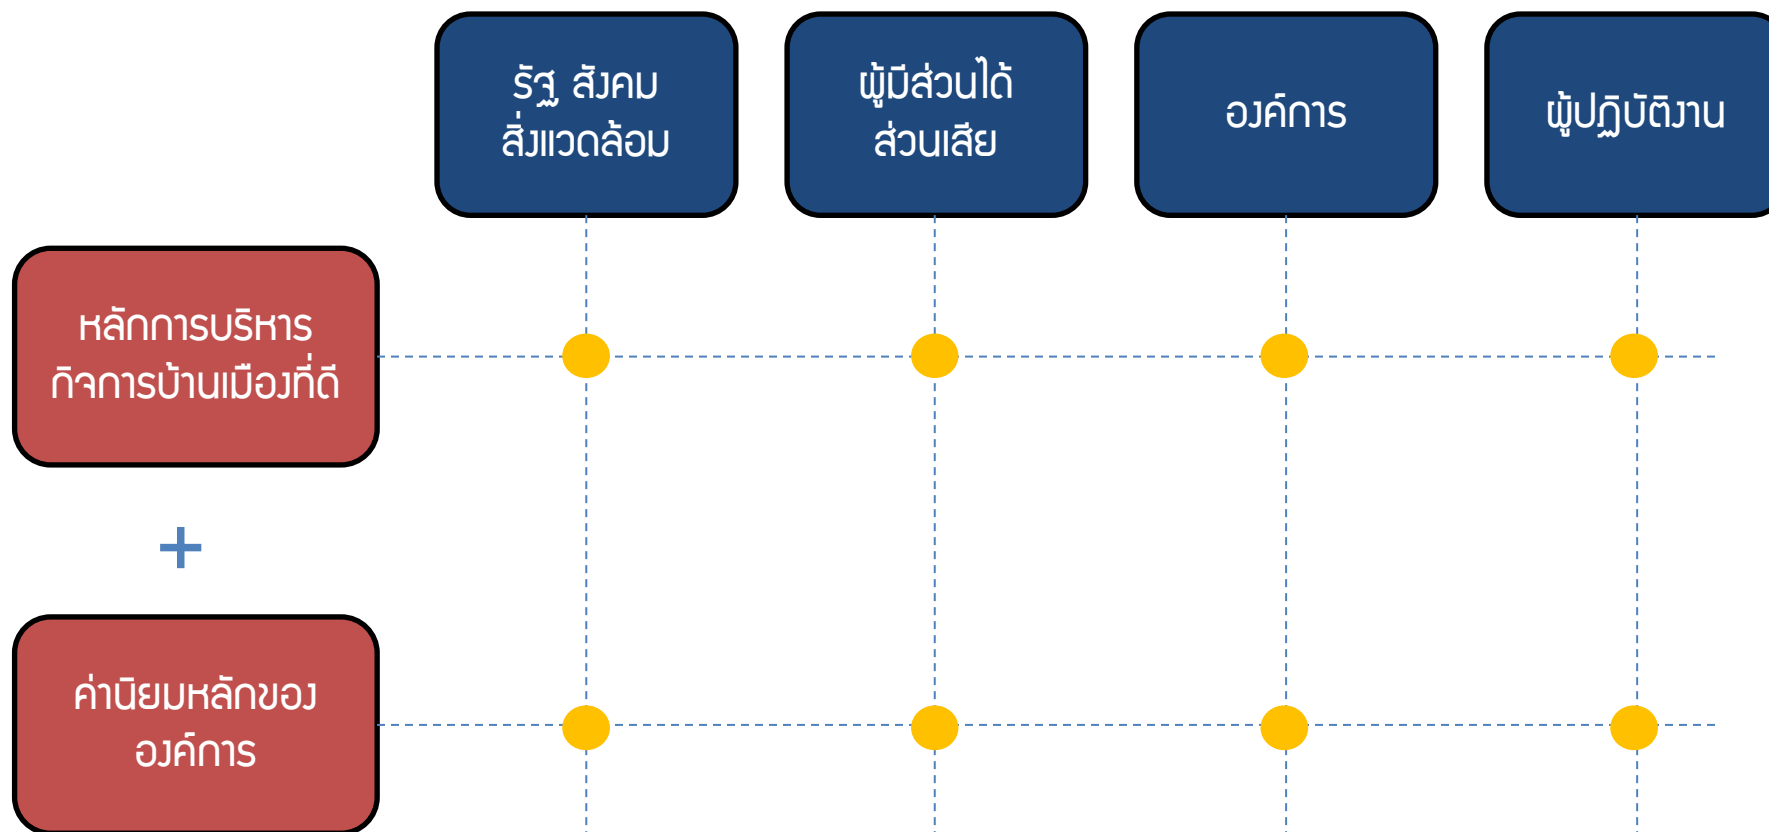 รัฐ สังคม
สิ่งแวดล้อม
ผู้มีส่วนได้
ส่วนเสีย
องค์การ
ผู้ปฏิบัติงาน
หลักการบริหาร
กิจการบ้านเมืองที่ดี
+
ค่านิยมหลักของ
องค์การ